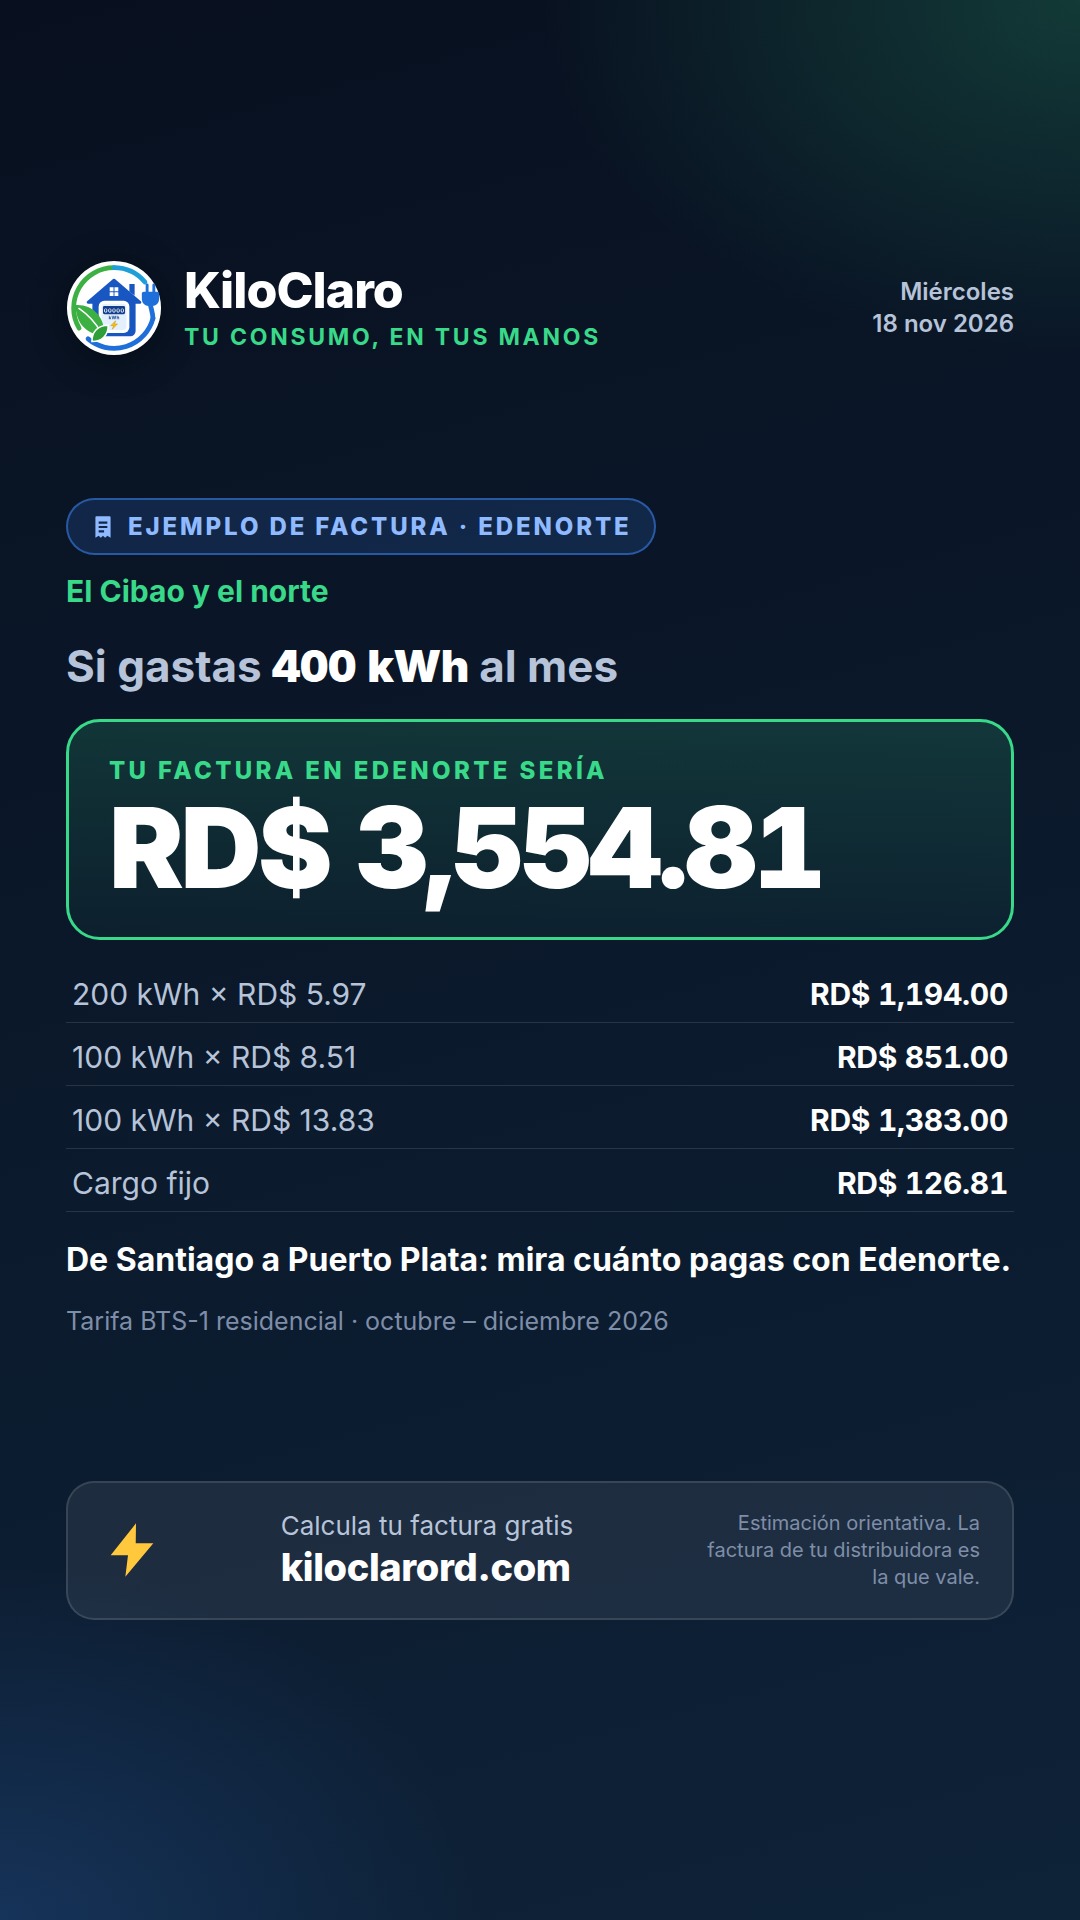 KiloClaro
TU CONSUMO, EN TUS MANOS
Miércoles
18 nov 2026
EJEMPLO DE FACTURA · EDENORTE
El Cibao y el norte
Si gastas 400 kWh al mes
TU FACTURA EN EDENORTE SERÍA
RD$ 3,554.81
200 kWh × RD$ 5.97 RD$ 1,194.00
100 kWh × RD$ 8.51 RD$ 851.00
100 kWh × RD$ 13.83 RD$ 1,383.00
Cargo fijo RD$ 126.81
De Santiago a Puerto Plata: mira cuánto pagas con Edenorte.
Tarifa BTS-1 residencial · octubre – diciembre 2026
Calcula tu factura gratis
kiloclarord.com
Estimación orientativa. La
factura de tu distribuidora es
la que vale.